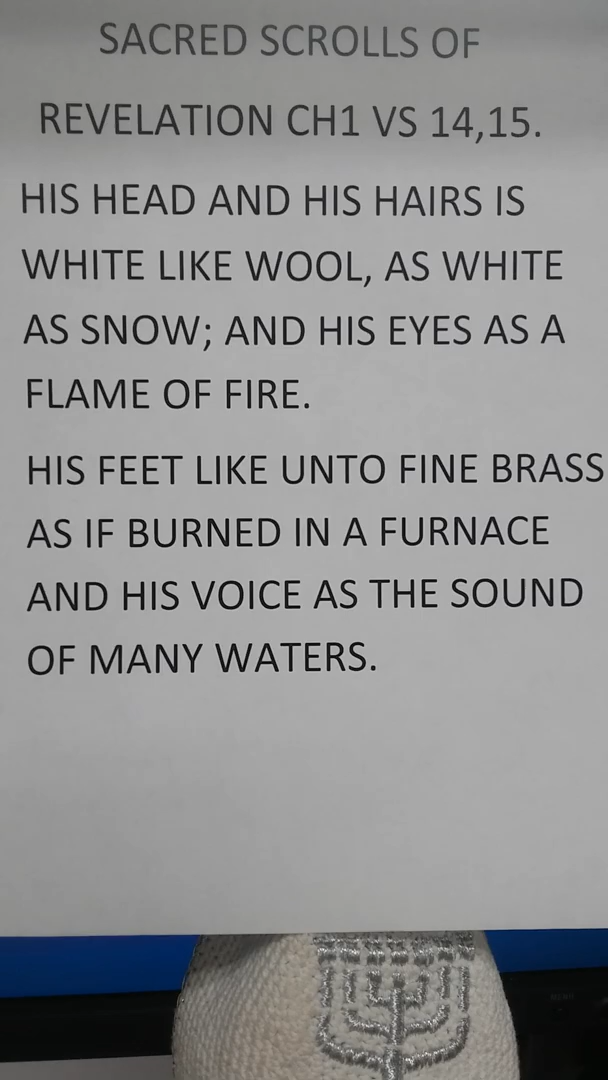 SACRED SCROLLS OF
REVELATION CH1 VS 14,15.
HIS HEAD AND HIS HAIRS IS
WHITE LIKE WOOL, AS WHITE
AS SNOW; AND HIS EYES AS A
FLAME OF FIRE.
HIS FEET LIKE UNTO FINE BRASS
AS IF BURNED IN A FURNACE
AND HIS VOICE AS THE SOUND
OF MANY WATERS.